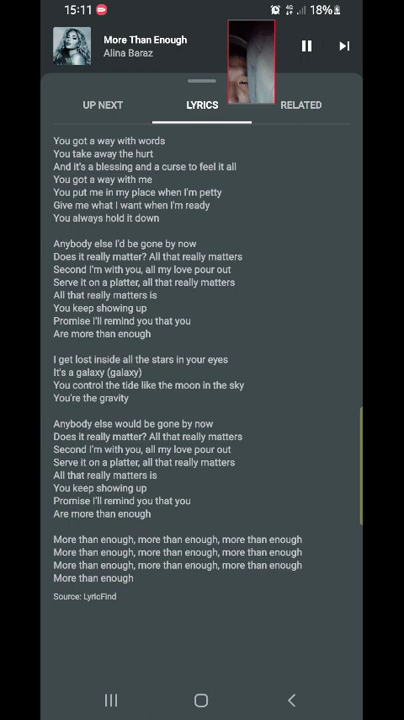 15:11
4G
18%
More Than Enough
Alina Baraz
UP NEXT
LYRICS
RELATED
You got a way with words
You take away the hurt
And it's a blessing and a curse to feel it all
You got a way with me
You put me in my place when I'm petty
Give me what I want when I'm ready
You always hold it down
Anybody else I'd be gone by now
Does it really matter? All that really matters
Second I'm with you, all my love pour out
Serve it on a platter, all that really matters
All that really matters is
You keep showing up
Promise I'll remind you that you
Are more than enough
I get lost inside all the stars in your eyes
It's a galaxy (galaxy)
You control the tide like the moon in the sky
You're the gravity
Anybody else would be gone by now
Does it really matter? All that really matters
Second I'm with you, all my love pour out
Serve it on a platter, all that really matters
All that really matters is
You keep showing up
Promise I'll remind you that you
Are more than enough
More than enough, more than enough, more than enough
More than enough, more than enough, more than enough
More than enough, more than enough, more than enough
More than enough
Source: LyricFind